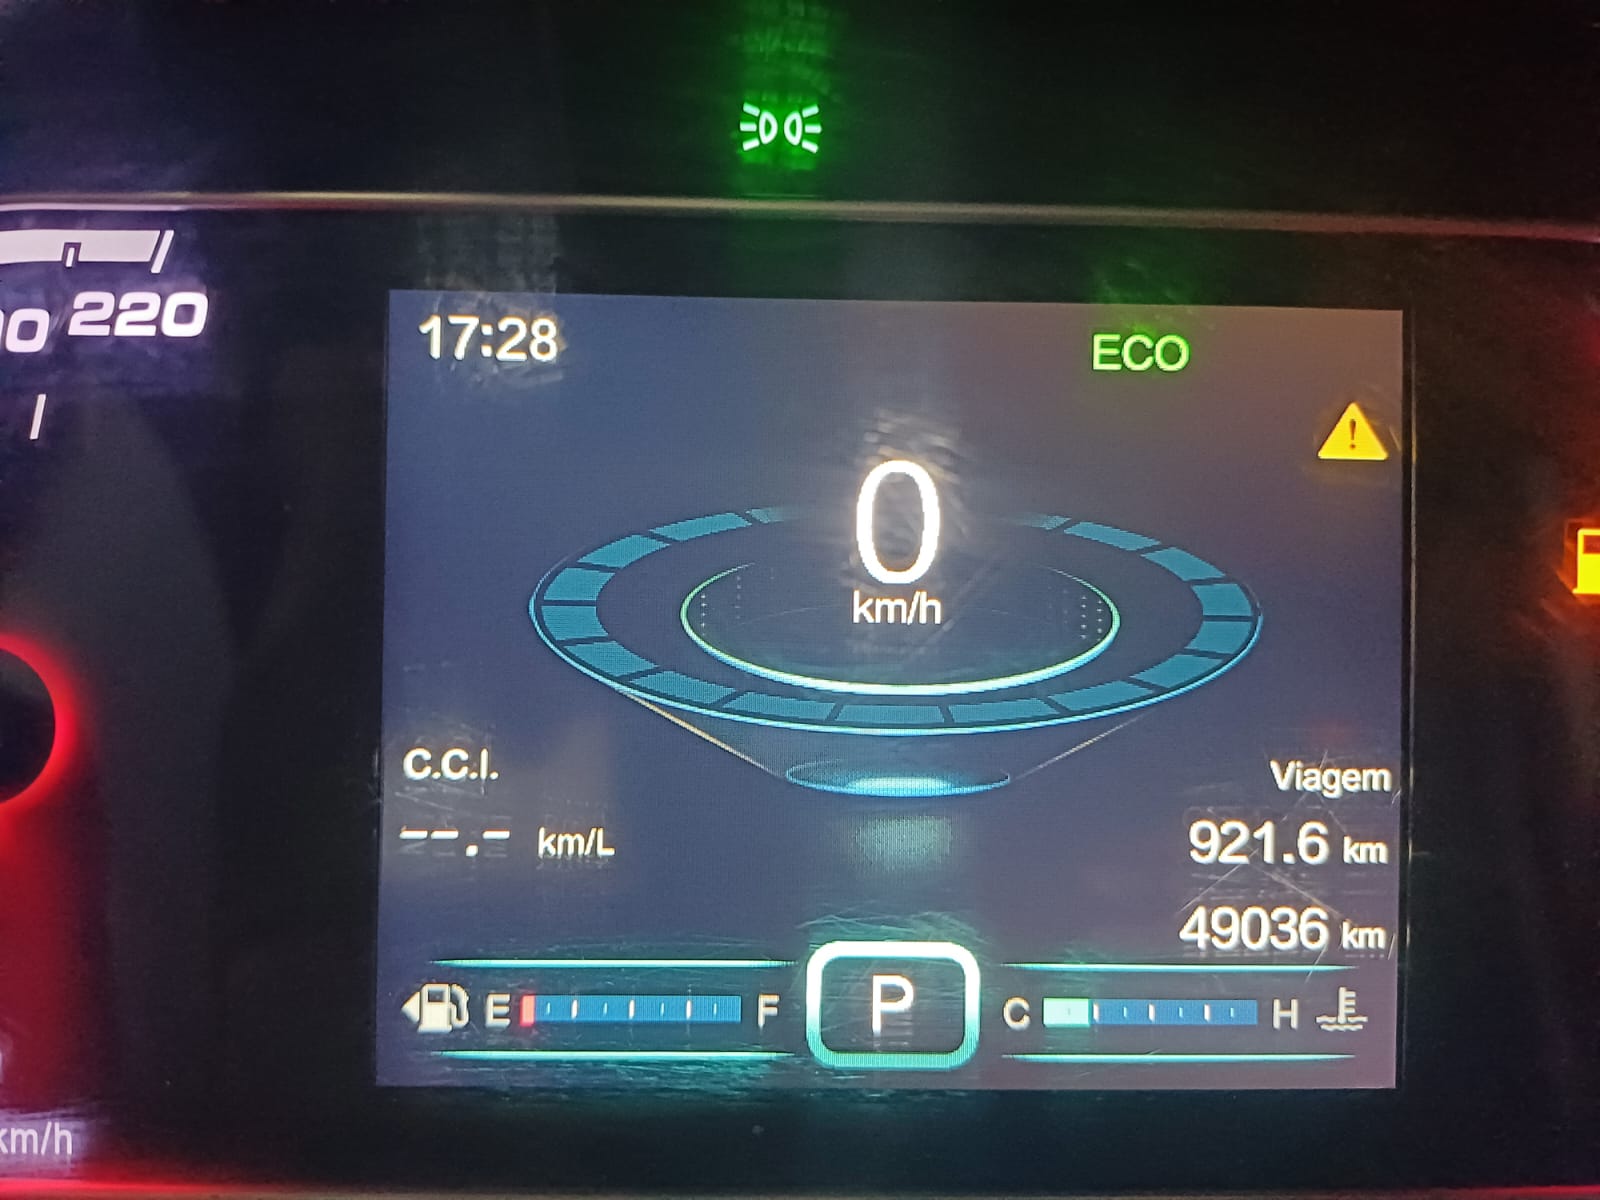 220
17:28
ECO
0
km/h
C.C.I.
--.- km/L
Viagem
921.6 km
49036 km
E F
P
C H
km/h